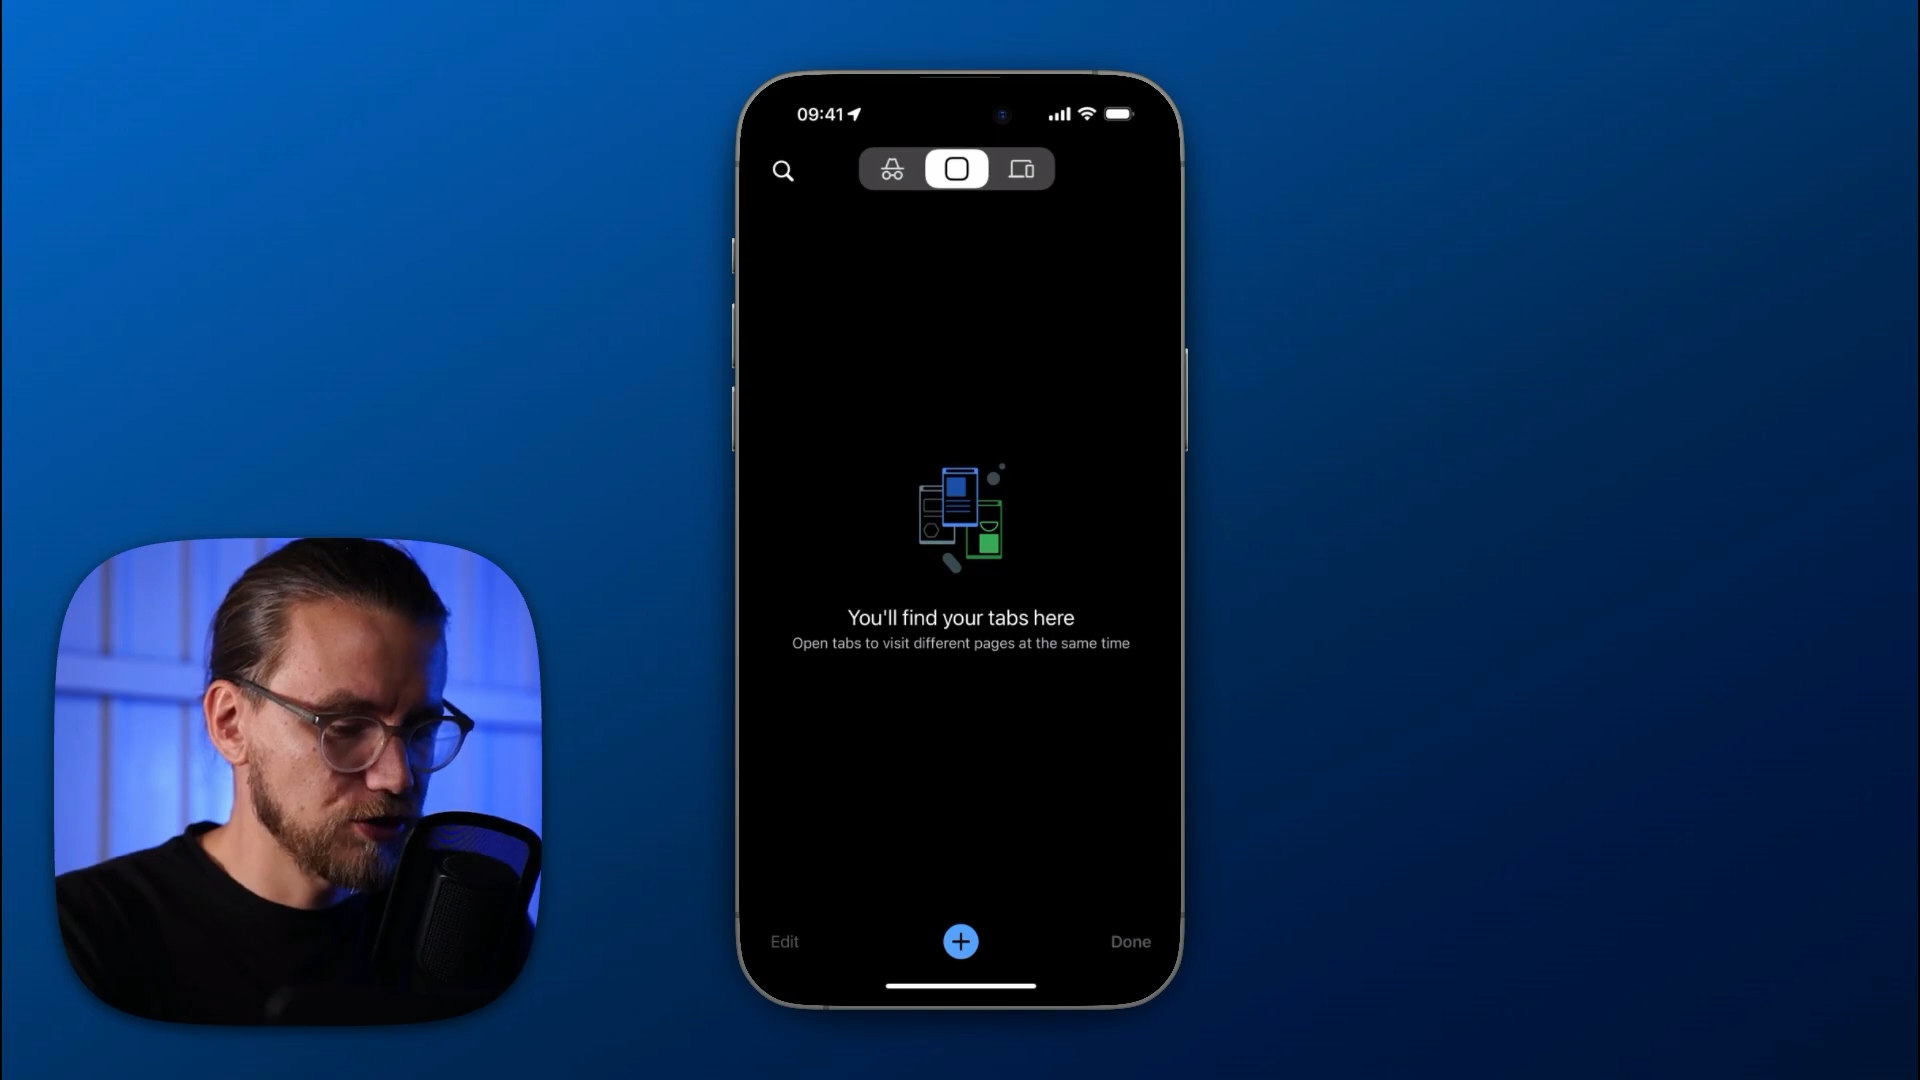 09:41
You'll find your tabs here
Open tabs to visit different pages at the same time
Edit
Done